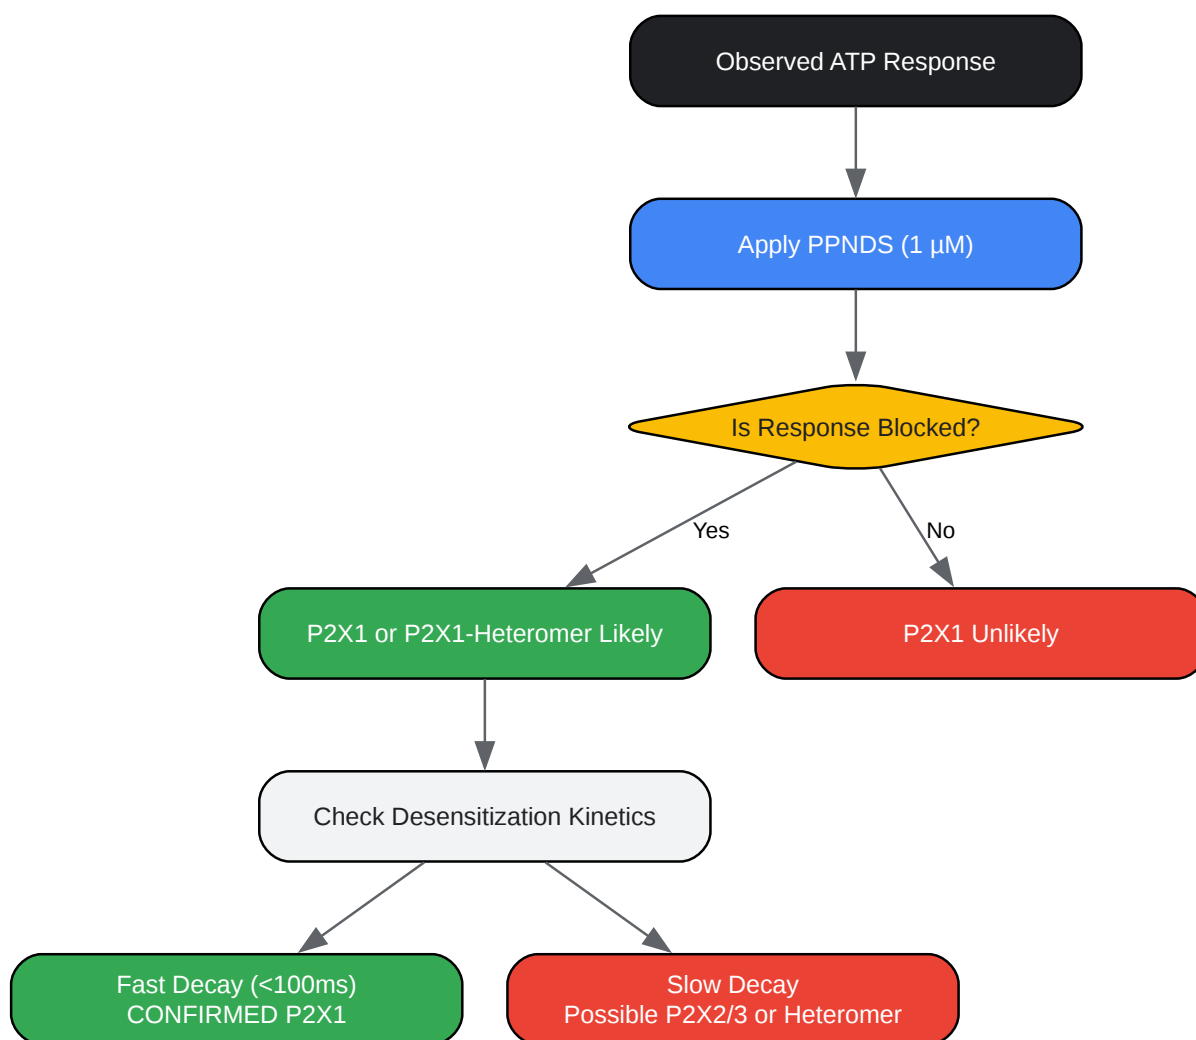 Observed ATP Response
Apply PPNDS (1 µM)
Is Response Blocked?
Yes
No
P2X1 or P2X1-Heteromer Likely
P2X1 Unlikely
Check Desensitization Kinetics
Fast Decay (<100ms)
CONFIRMED P2X1
Slow Decay
Possible P2X2/3 or Heteromer